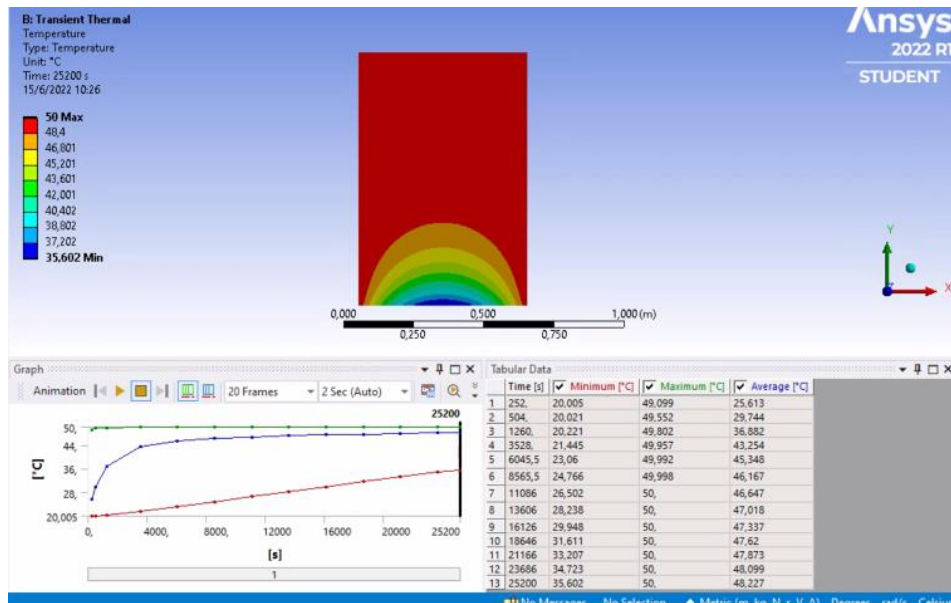 B: Transient Thermal
Temperature
Type: Temperature
Unit: °C
Time: 25200 s
15/6/2022 10:26
50 Max
48,4
46,801
45,201
43,601
42,001
40,402
38,802
37,202
35,602 Min
Ansys
2022 R1
STUDENT
Y
X
0,000
0,500
1,000 (m)
0,250
0,750
Graph
Animation
20 Frames
2 Sec (Auto)
25200
50,
44,
36,
28,
20,005
[°C]
0,
4000,
8000,
12000
16000
20000
25200
[s]
1
Tabular Data
Time [s] Minimum [°C] Maximum [°C] Average [°C]
1 252, 20,005 49,099 25,613
2 504, 20,021 49,552 29,744
3 1260, 20,221 49,802 36,882
4 3528, 21,445 49,957 43,254
5 6045,5 23,06 49,992 45,348
6 8565,5 24,766 49,998 46,167
7 11086 26,502 50, 46,647
8 13606 28,238 50, 47,018
9 16126 29,948 50, 47,337
10 18646 31,611 50, 47,62
11 21166 33,207 50, 47,873
12 23686 34,723 50, 48,099
13 25200 35,602 50, 48,227
No Messages No Selection Metric (m, kg, N, s, V, A) Degrees rad/s Celsius